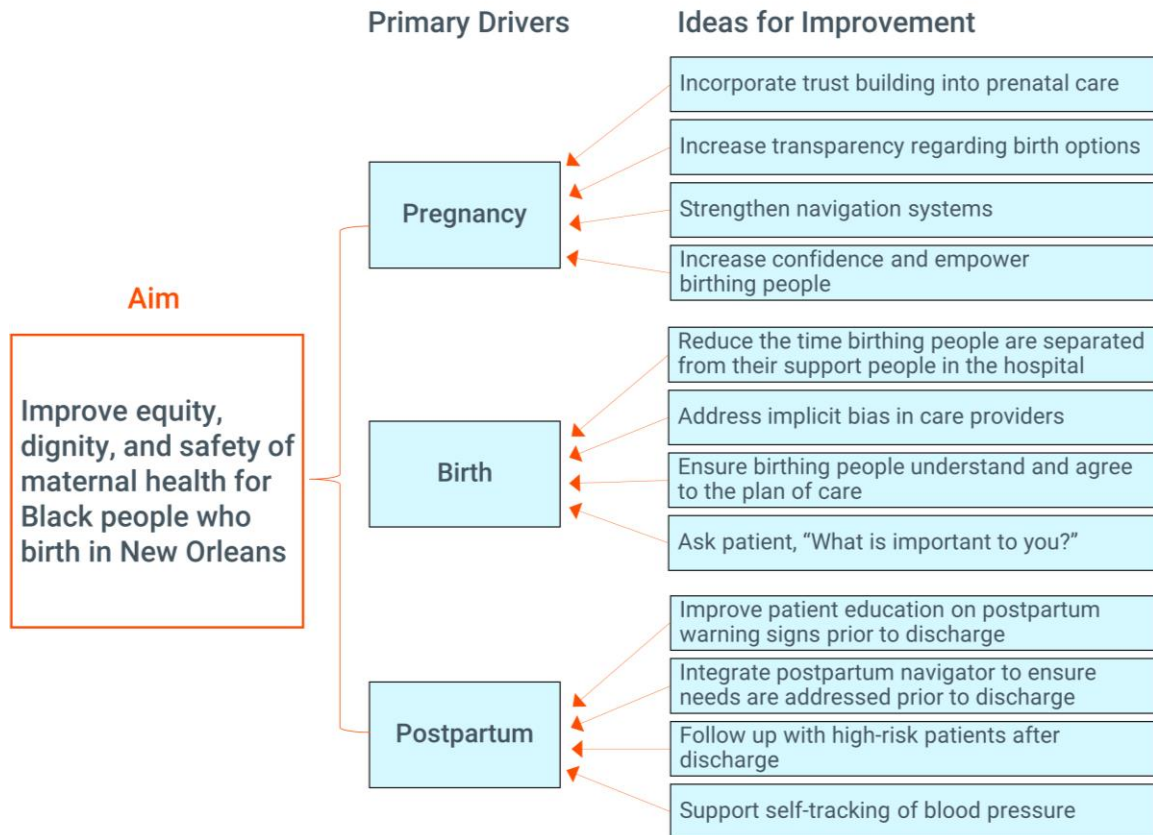 Primary Drivers
Ideas for Improvement
Aim
Improve equity,
dignity, and safety of
maternal health for
Black people who
birth in New Orleans
Pregnancy
Incorporate trust building into prenatal care
Increase transparency regarding birth options
Strengthen navigation systems
Increase confidence and empower
birthing people
Birth
Reduce the time birthing people are separated
from their support people in the hospital
Address implicit bias in care providers
Ensure birthing people understand and agree
to the plan of care
Ask patient, “What is important to you?”
Postpartum
Improve patient education on postpartum
warning signs prior to discharge
Integrate postpartum navigator to ensure
needs are addressed prior to discharge
Follow up with high-risk patients after
discharge
Support self-tracking of blood pressure